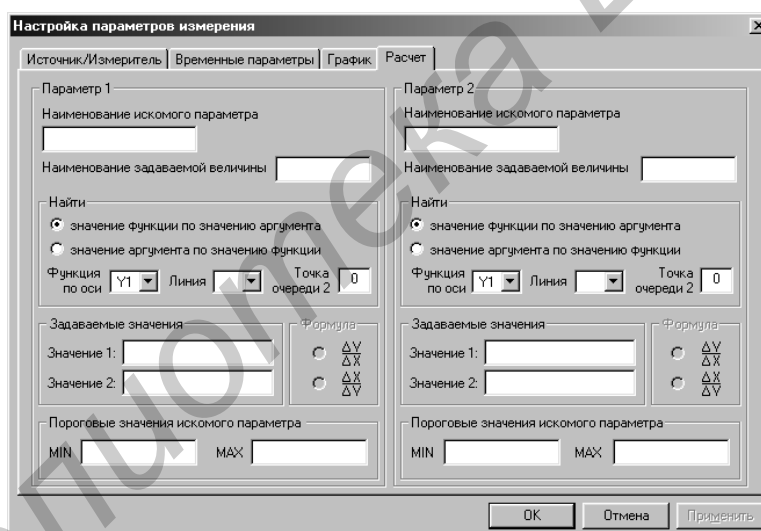 Настройка параметров измерения
Источник/Измеритель Временные параметры График Расчет
Параметр 1
Наименование искомого параметра
Наименование задаваемой величины
Найти
значение функции по значению аргумента
значение аргумента по значению функции
Функция по оси Y1 Линия Точка очереди 2 0
Задаваемые значения
Значение 1:
Значение 2:
Формула
ΔY
ΔX
ΔX
ΔY
Пороговые значения искомого параметра
MIN MAX
Параметр 2
Наименование искомого параметра
Наименование задаваемой величины
Найти
значение функции по значению аргумента
значение аргумента по значению функции
Функция по оси Y1 Линия Точка очереди 2 0
Задаваемые значения
Значение 1:
Значение 2:
Формула
ΔY
ΔX
ΔX
ΔY
Пороговые значения искомого параметра
MIN MAX
OK Отмена Применить